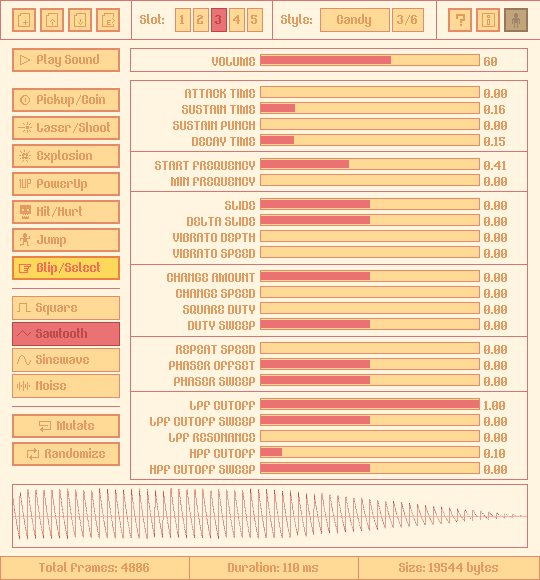 Slot: 1 2 3 4 5 Style: Candy 3/6 ?
Play Sound
Pickup/Coin
Laser/Shoot
Explosion
1UP PowerUp
Hit/Hurt
Jump
Blip/Select
Square
Sawtooth
Sinewave
Noise
Mutate
Randomize
VOLUME 60
ATTACK TIME 0.00
SUSTAIN TIME 0.16
SUSTAIN PUNCH 0.00
DECAY TIME 0.15
START FREQUENCY 0.41
MIN FREQUENCY 0.00
SLIDE 0.00
DELTA SLIDE 0.00
VIBRATO DEPTH 0.00
VIBRATO SPEED 0.00
CHANGE AMOUNT 0.00
CHANGE SPEED 0.00
SQUARE DUTY 0.00
DUTY SWEEP 0.00
REPEAT SPEED 0.00
PHASER OFFSET 0.00
PHASER SWEEP 0.00
LPF CUTOFF 1.00
LPF CUTOFF SWEEP 0.00
LPF RESONANCE 0.00
HPF CUTOFF 0.10
HPF CUTOFF SWEEP 0.00
Total frames: 4886 Duration: 110 ms Size: 19544 bytes